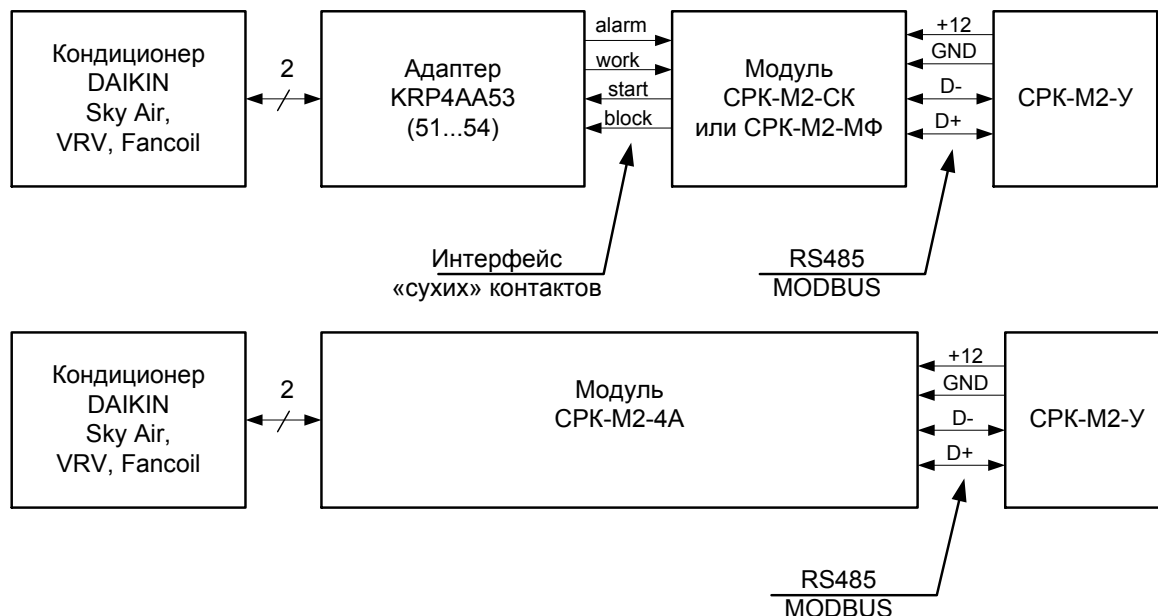 Кондиционер
DAIKIN
Sky Air,
VRV, Fancoil
2
Адаптер
KRP4AA53
(51...54)
alarm
work
start
block
Модуль
СРК-М2-СК
или СРК-М2-МФ
+12
GND
D-
D+
СРК-М2-У
Интерфейс
«сухих» контактов
RS485
MODBUS
Кондиционер
DAIKIN
Sky Air,
VRV, Fancoil
2
Модуль
СРК-М2-4А
+12
GND
D-
D+
СРК-М2-У
RS485
MODBUS